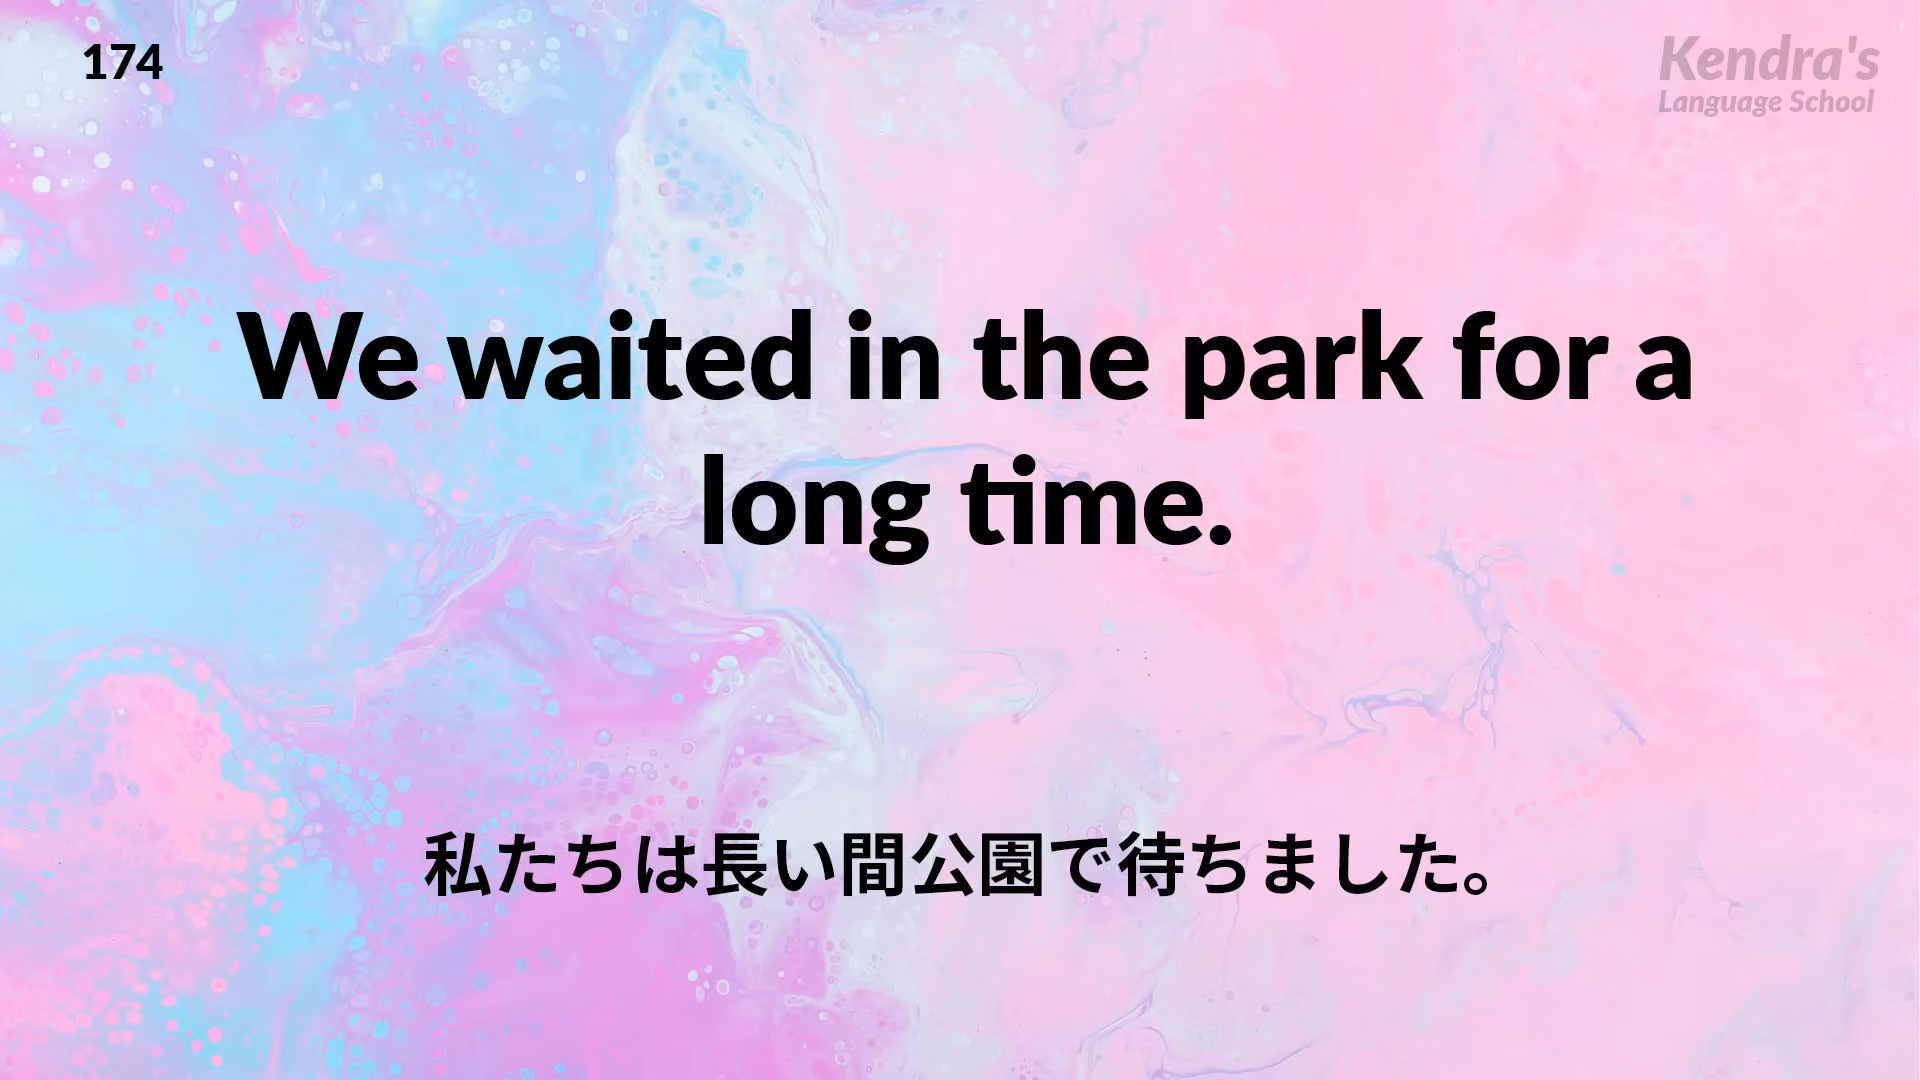 174
Kendra's
Language School
We waited in the park for a
long time.
私たちは長い間公園で待ちました。